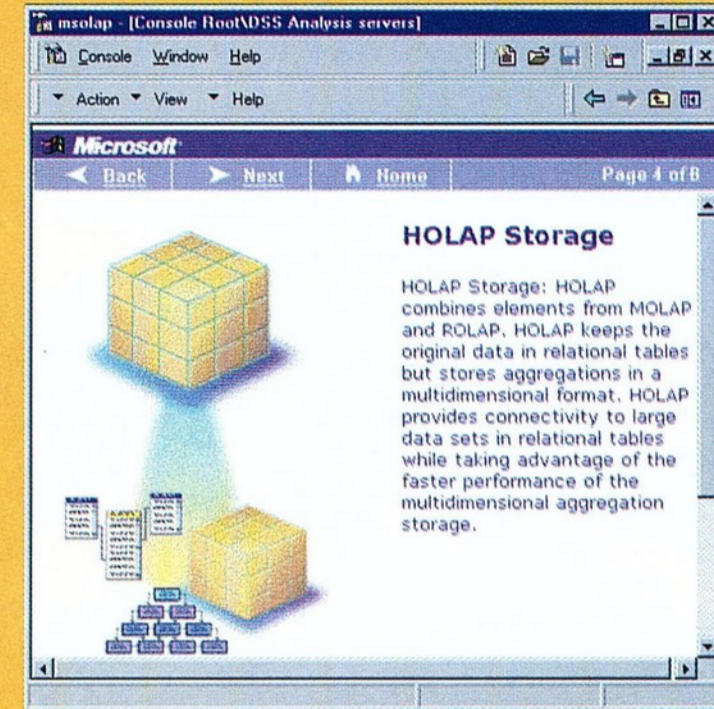 msolap - [Console Root\DSS Analysis servers]
Console Window Help
Action View Help
Microsoft
Back Next Home Page 4 of 8
HOLAP Storage
HOLAP Storage: HOLAP
combines elements from MOLAP
and ROLAP. HOLAP keeps the
original data in relational tables
but stores aggregations in a
multidimensional format. HOLAP
provides connectivity to large
data sets in relational tables
while taking advantage of the
faster performance of the
multidimensional aggregation
storage.